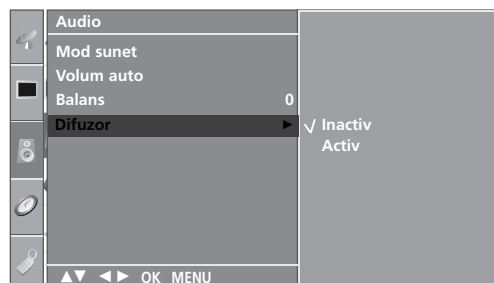 Audio
Mod sunet
Volum auto
Balans 0
Difuzor ► √ Inactiv
Activ
▲▼ ◄► OK MENU